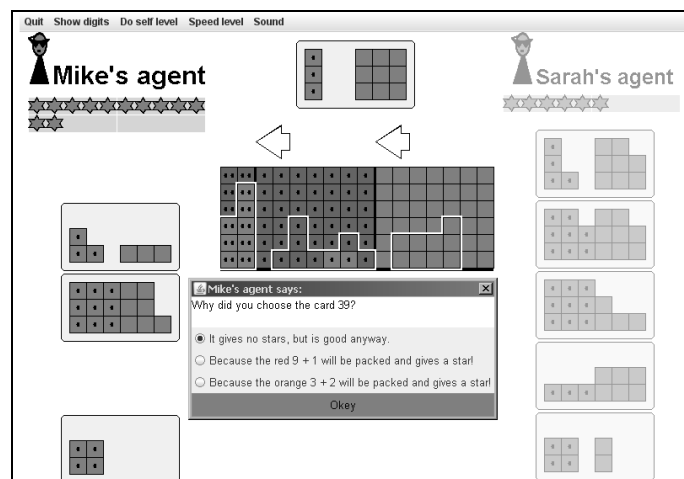 Quit Show digits Do self level Speed level Sound
Mike's agent
Sarah's agent
Mike's agent says:
Why did you choose the card 39?
It gives no stars, but is good anyway.
Because the red 9 + 1 will be packed and gives a star!
Because the orange 3 + 2 will be packed and gives a star!
Okey